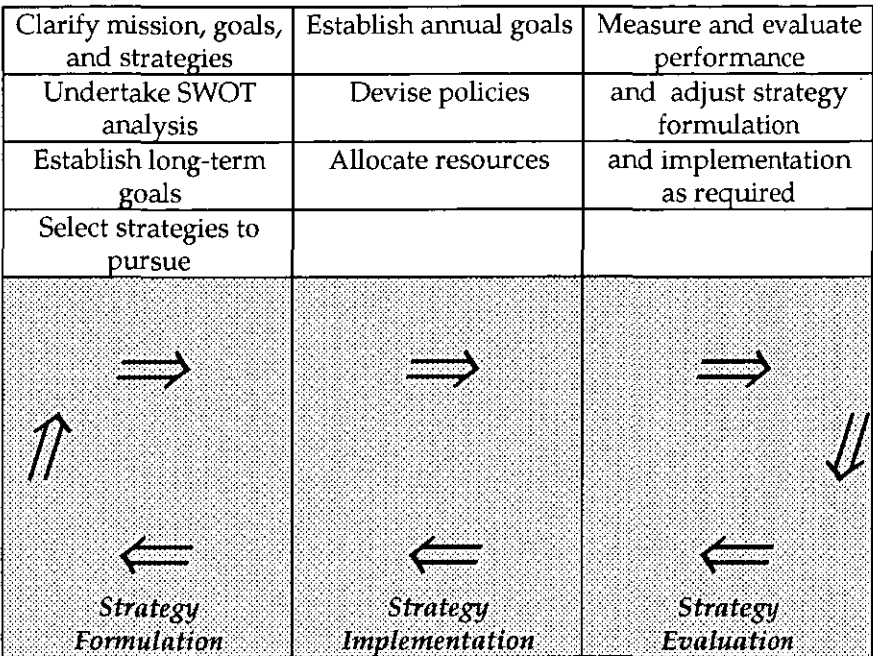 Clarify mission, goals,
and strategies
Establish annual goals
Measure and evaluate
performance
Undertake SWOT
analysis
Devise policies
and adjust strategy
formulation
Establish long-term
goals
Allocate resources
and implementation
as required
Select strategies to
pursue
Strategy
Formulation
Strategy
Implementation
Strategy
Evaluation